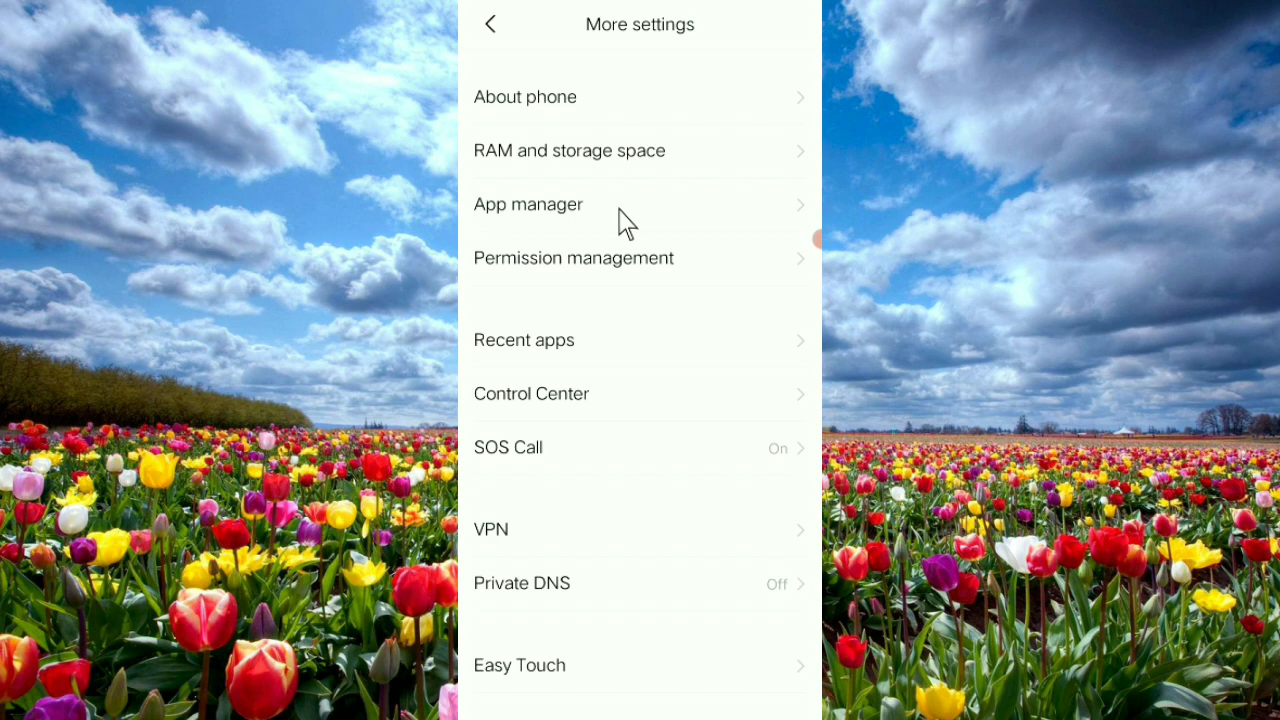 More settings
About phone
RAM and storage space
App manager
Permission management
Recent apps
Control Center
SOS Call On
VPN
Private DNS Off
Easy Touch